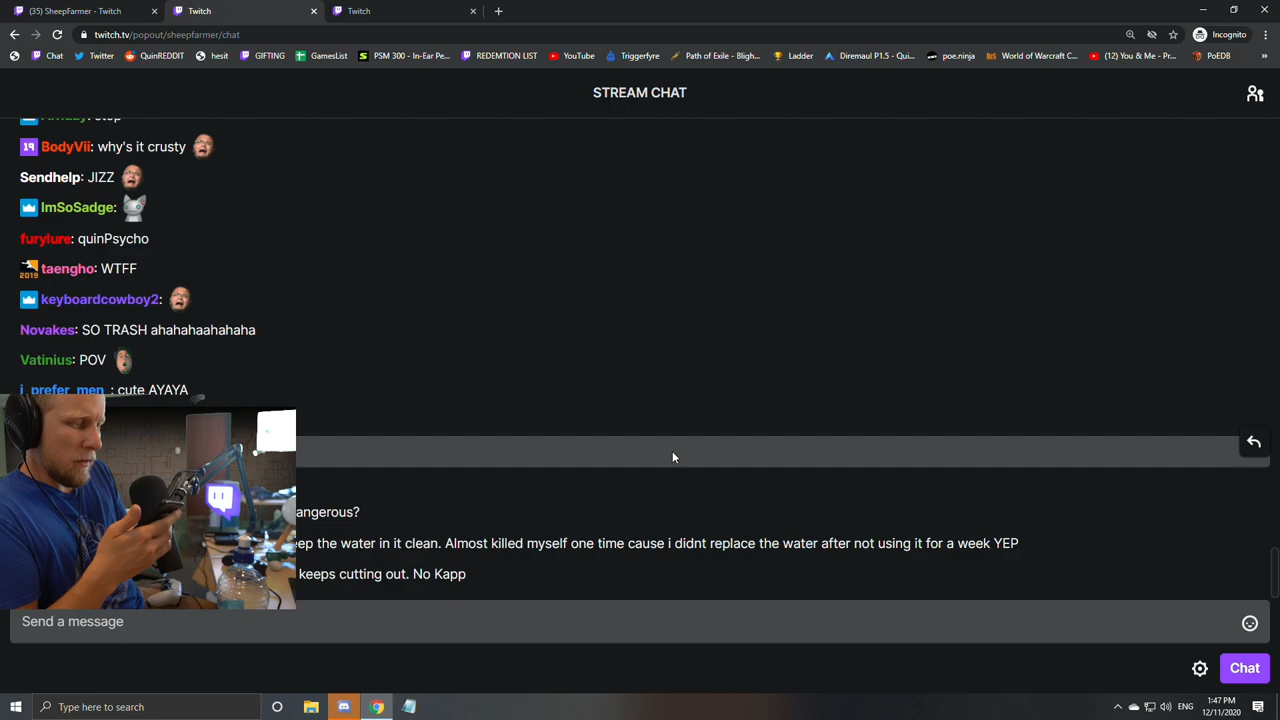 (35) SheepFarmer - Twitch
Twitch
Twitch
twitch.tv/popout/sheepfarmer/chat
Incognito
Chat
Twitter
QuinREDDIT
hesit
GIFTING
GamesList
PSM 300 - In-Ear Pe...
REDEMTION LIST
YouTube
Triggerfyre
Path of Exile - Bligh...
Ladder
Diremaul P1.5 - Qui...
poe.ninja
World of Warcraft C...
(12) You & Me - Pr...
PoEDB
STREAM CHAT
19 BodyVii: why's it crusty
Sendhelp: JIZZ
ImSoSadge:
furylure: quinPsycho
2019 taengho: WTFF
keyboardcowboy2:
Novakes: SO TRASH ahahahaahahaha
Vatinius: POV
i_prefer_men_: cute AYAYA
angerous?
ep the water in it clean. Almost killed myself one time cause i didnt replace the water after not using it for a week YEP
keeps cutting out. No Kapp
Send a message
Chat
Type here to search
ENG
1:47 PM
12/11/2020